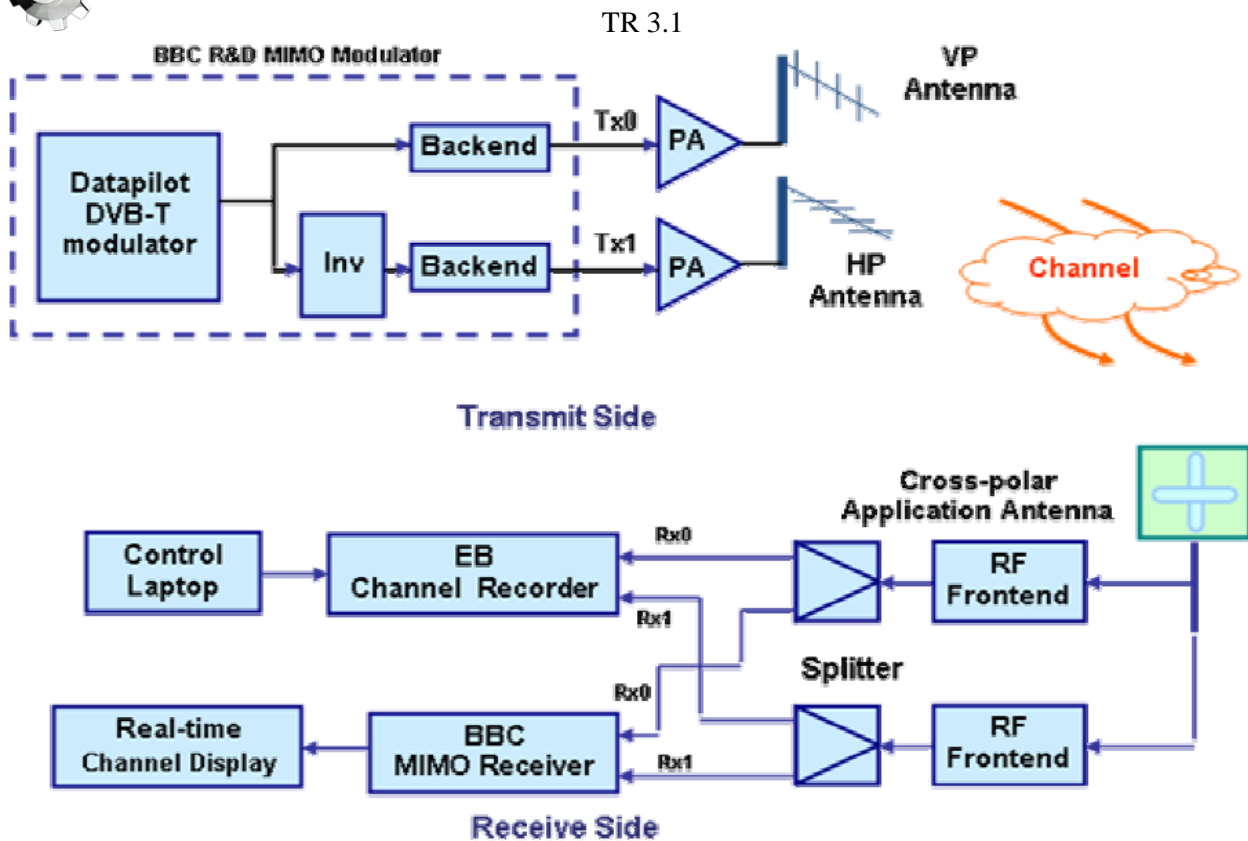 TR 3.1
BBC R&D MIMO Modulator
VP
Antenna
Datapilot
DVB-T
modulator
Backend
Tx0
PA
Inv
Backend
Tx1
PA
HP
Antenna
Channel
Transmit Side
Cross-polar
Application Antenna
Control
Laptop
EB
Channel Recorder
Rx0
Rx1
RF
Frontend
Splitter
Real-time
Channel Display
BBC
MIMO Receiver
Rx0
Rx1
RF
Frontend
Receive Side